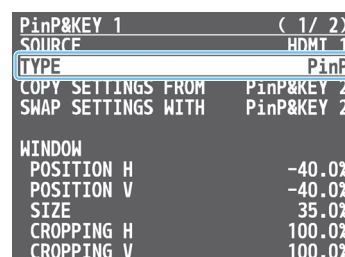 PinP&KEY 1 ( 1/ 2)
SOURCE HDMI 1
TYPE PinP
COPY SETTINGS FROM PinP&KEY 2
SWAP SETTINGS WITH PinP&KEY 2
WINDOW
POSITION H -40.0%
POSITION V -40.0%
SIZE 35.0%
CROPPING H 100.0%
CROPPING V 100.0%